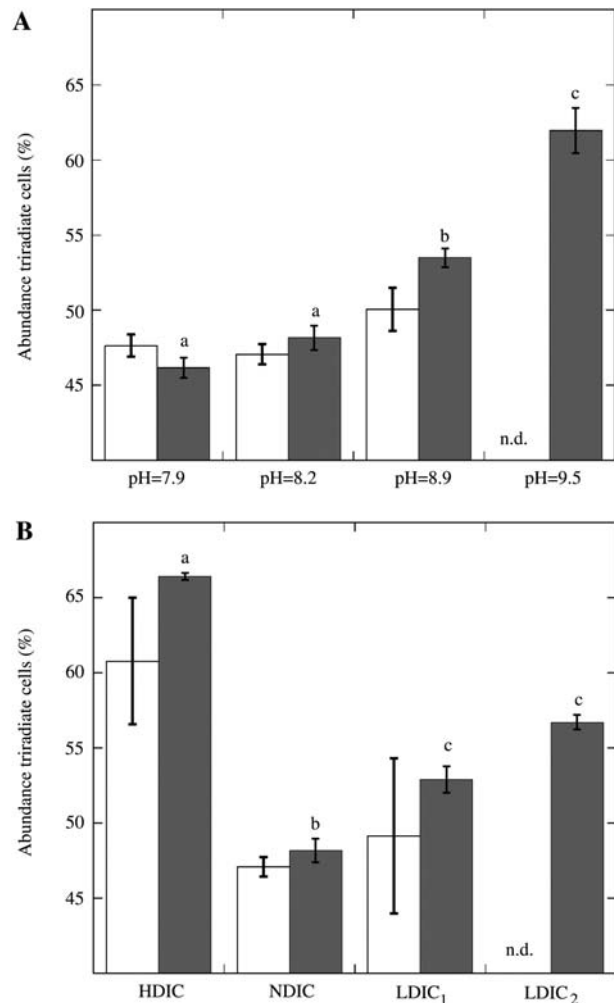 A
Abundance triradiate cells (%)
65
60
55
50
45
a
a
b
c
n.d.
pH=7.9 pH=8.2 pH=8.9 pH=9.5
B
Abundance triradiate cells (%)
65
60
55
50
45
a
b
c
c
n.d.
HDIC NDIC LDIC₁ LDIC₂